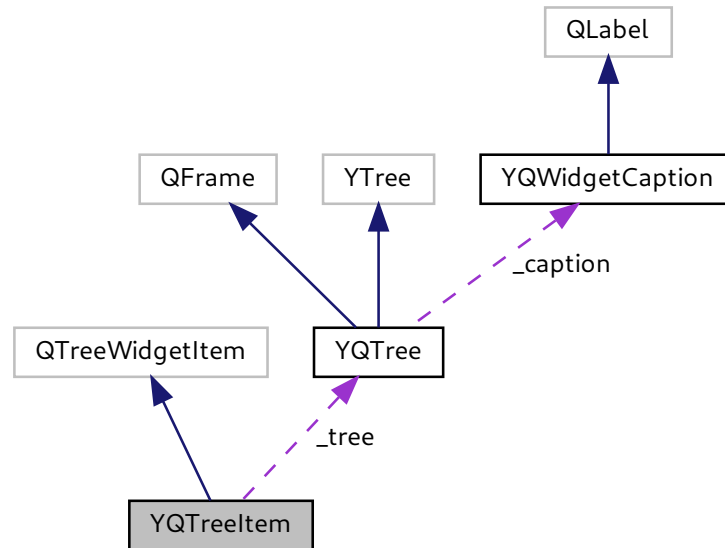 QLabel
QFrame
YTree
YQWidgetCaption
_caption
QTreeWidgetItem
YQTree
_tree
YQTreeItem